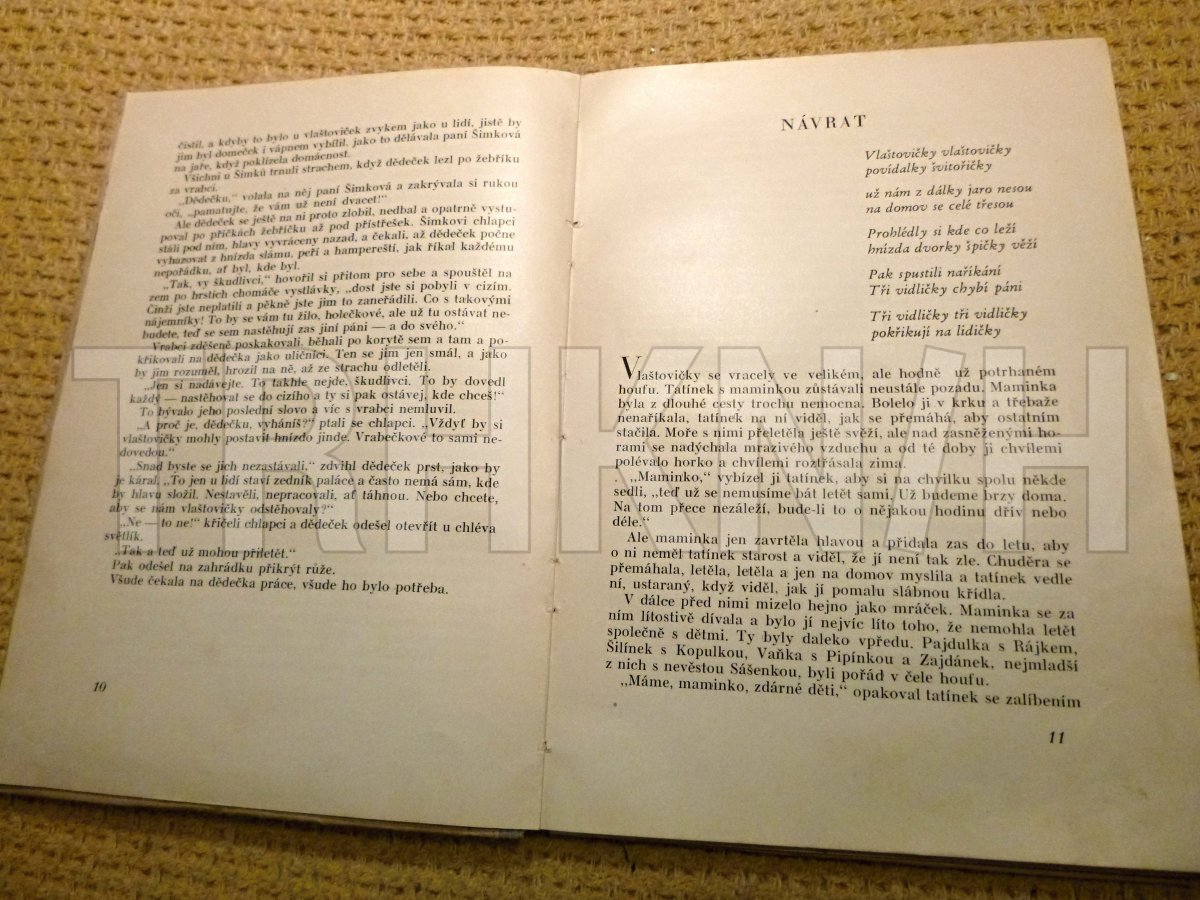 čistil, a kdyby to bylo u vlaštoviček zvykem jako u lidí, jistě by
jim byl domeček i vápnem vybílil, jako to dělávala paní Šimková
na jaře, když poklízela domácnost.
Všichni u Šimků trnuli strachem, když dědeček lezl po žebříku
za vrabci.
„Dědečku,“ volala na něj paní Šimková a zakrývala si rukou
oči, „pamatujte, že vám už není dvacet!“
Ale dědeček se ještě na ni proto zlobil, nedbal a opatrně vystu-
poval po příčkách žebříčku až pod přístřešek. Šimkovi chlapci
stáli pod ním, hlavy vyvráceny nazad, a čekali, až dědeček počne
vyhazovat z hnízda slámu, peří a hampereští, jak říkal každému
nepořádku, ať byl, kde byl.
„Tak, vy škudlivci,“ hovořil si přitom pro sebe a spouštěl na
zem po hrstích chomáče vystlávky, „dost jste si pobyli v cizím.
Činži jste neplatili a pěkně jste jim to zaneřádili. Co s takovými
nájemníky! To by se vám tu žilo, holečkové, ale už tu ostávat ne-
budete, teď se sem nastěhují zas jiní páni — a do svého.“
Vrabci zděšeně poskakovali, běhali po korytě sem a tam a po-
křikovali na dědečka jako uličníci. Ten se jim jen smál, a jako
by jim rozuměl, hrozil na ně, až ze strachu odletěli.
„Jen si nadávejte. To takhle nejde, škudlivci. To by dovedl
každý — nastěhovat se do cizího a ty si pak ostávej, kde chceš!“
To bývalo jeho poslední slovo a víc s vrabci nemluvil.
„A proč je, dědečku, vyháníš?“ ptali se chlapci. „Vždyť by si
vlaštovičky mohly postavit hnízdo jinde. Vrabečkové to sami ne-
dovedou.“
„Snad byste se jich nezastávali,“ zdvihl dědeček prst, jako by
je káral. „To jen u lidí staví zedník paláce a často nemá sám, kde
by hlavu složil. Nestavěli, nepracovali, ať táhnou. Nebo chcete,
aby se nám vlaštovičky odstěhovaly?“
„Ne — to ne!“ křičeli chlapci a dědeček odešel otevřít u chléva
světlík.
„Tak a teď už mohou přiletět.“
Pak odešel na zahrádku přikrýt růže.
Všude čekala na dědečka práce, všude ho bylo potřeba.
10
NÁVRAT
Vlaštovičky vlaštovičky
povídalky švitořičky
už nám z dálky jaro nesou
na domov se celé třesou
Prohlédly si kde co leží
hnízda dvorky špičky věží
Pak spustili naříkání
Tři vidličky chybí páni
Tři vidličky tři vidličky
pokřikují na lidičky
Vlaštovičky se vracely ve velikém, ale hodně už potrhaném
houfu. Tatínek s maminkou zůstávali neustále pozadu. Maminka
byla z dlouhé cesty trochu nemocna. Bolelo ji v krku a třebaže
nenaříkala, tatínek na ní viděl, jak se přemáhá, aby ostatním
stačila. Moře s nimi přeletěla ještě svěží, ale nad zasněženými ho-
rami se nadýchala mrazivého vzduchu a od té doby ji chvílemi
polévalo horko a chvílemi roztřásala zima.
„Maminko,“ vybízel ji tatínek, aby si na chvilku spolu někde
sedli, „teď už se nemusíme bát letět sami. Už budeme brzy doma.
Na tom přece nezáleží, bude-li to o nějakou hodinu dřív nebo
déle.“
Ale maminka jen zavrtěla hlavou a přidala zas do letu, aby
o ni neměl tatínek starost a viděl, že jí není tak zle. Chuděra se
přemáhala, letěla, letěla a jen na domov myslila a tatínek vedle
ní, ustaraný, když viděl, jak jí pomalu slábnou křídla.
V dálce před nimi mizelo hejno jako mráček. Maminka se za
ním lítostivě dívala a bylo jí nejvíc líto toho, že nemohla letět
společně s dětmi. Ty byly daleko vpředu. Pajdulka s Rájkem,
Šilínek s Kopulkou, Vaňka s Pipínkou a Zajdánek, nejmladší
z nich s nevěstou Sášenkou, byli pořád v čele houfu.
„Máme, maminko, zdárné děti,“ opakoval tatínek se zalíbením
11
TRH KNIH